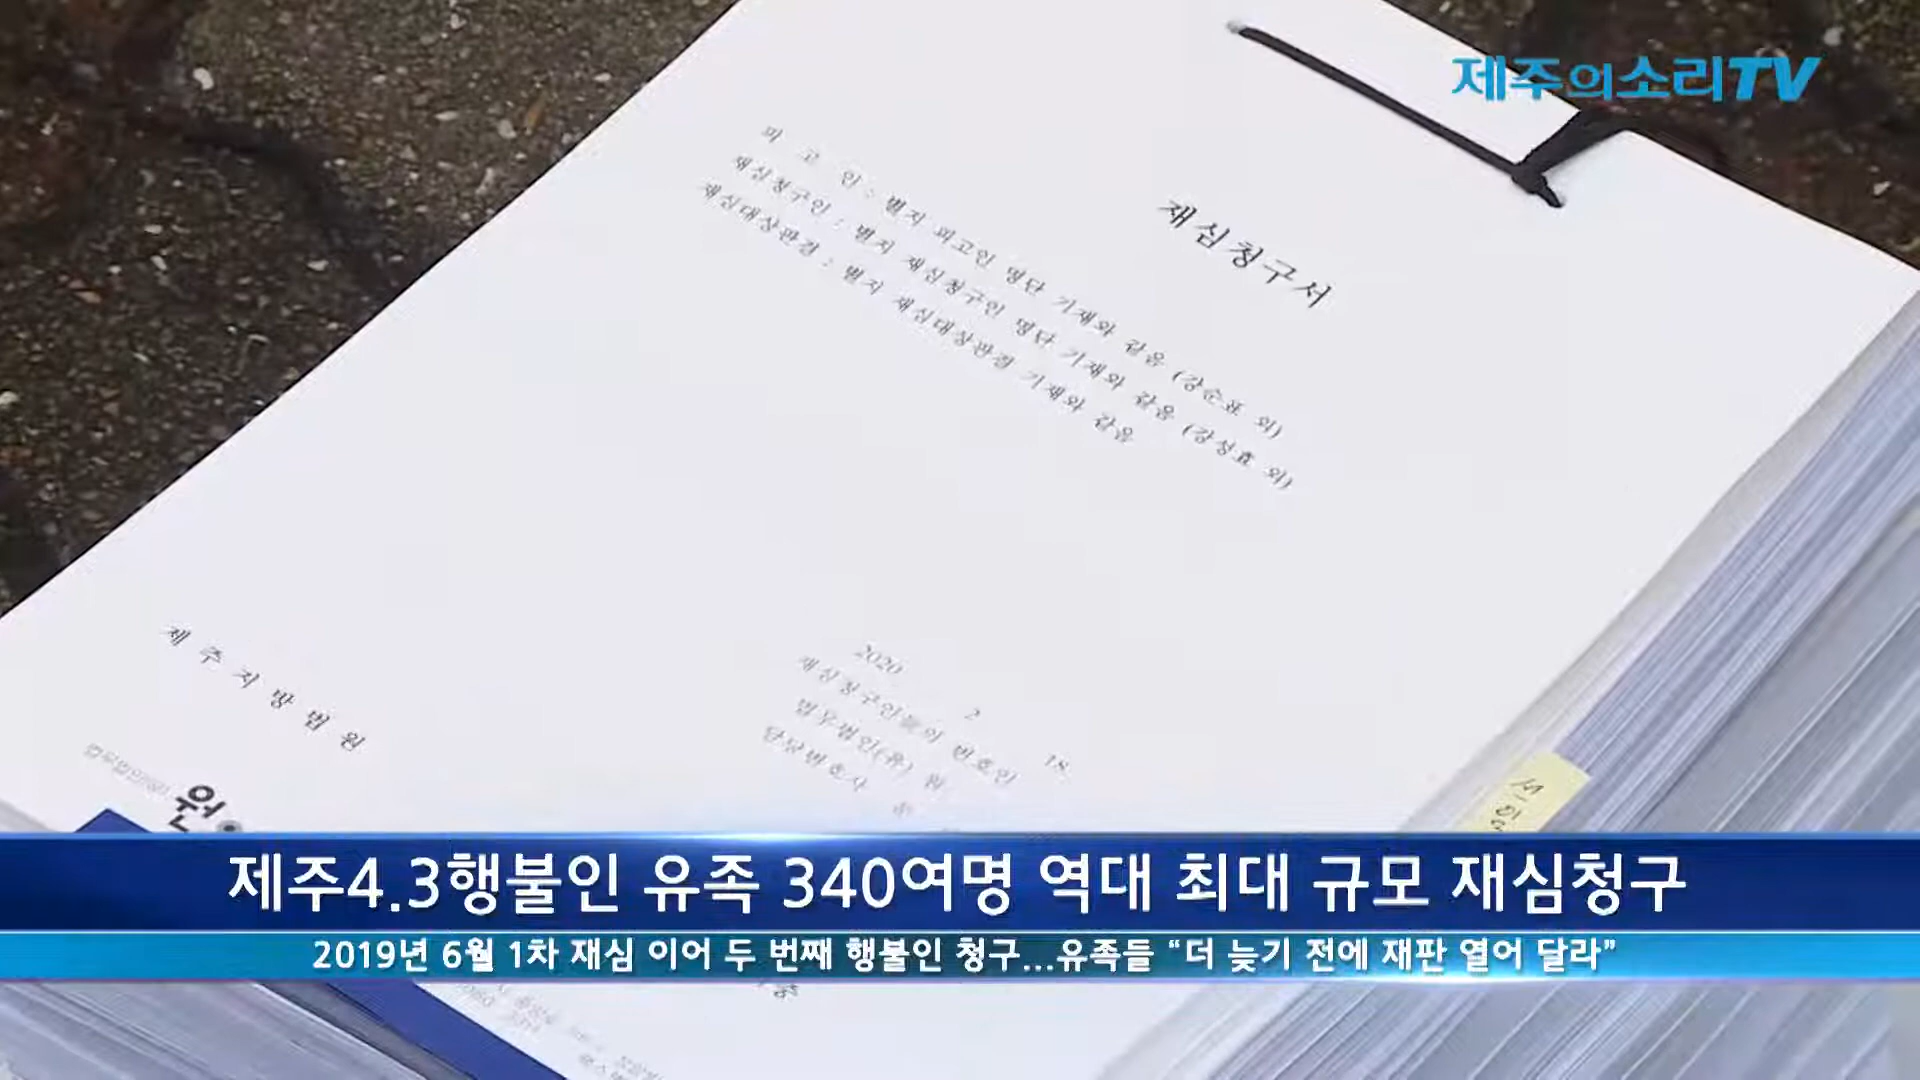 제주의소리TV
재심청구서
피 고 인 : 별지 피고인 명단 기재와 같음 (강순표 외)
재심청구인 : 별지 재심청구인 명단 기재와 같음 (강성효 외)
재심대상판결 : 별지 재심대상판결 기재와 같음
2020 2 18.
재심청구인들의 변호인
법무법인(유) 원
담당변호사
제 주 지 방 법 원
원
선임
제주4.3행불인 유족 340여명 역대 최대 규모 재심청구
2019년 6월 1차 재심 이어 두 번째 행불인 청구...유족들 “더 늦기 전에 재판 열어 달라”